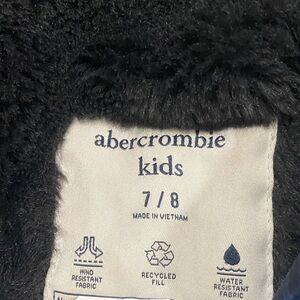 abercrombie
kids
7/8
MADE IN VIETNAM
WIND
RESISTANT
FABRIC
RECYCLED
FILL
WATER
RESISTANT
FABRIC